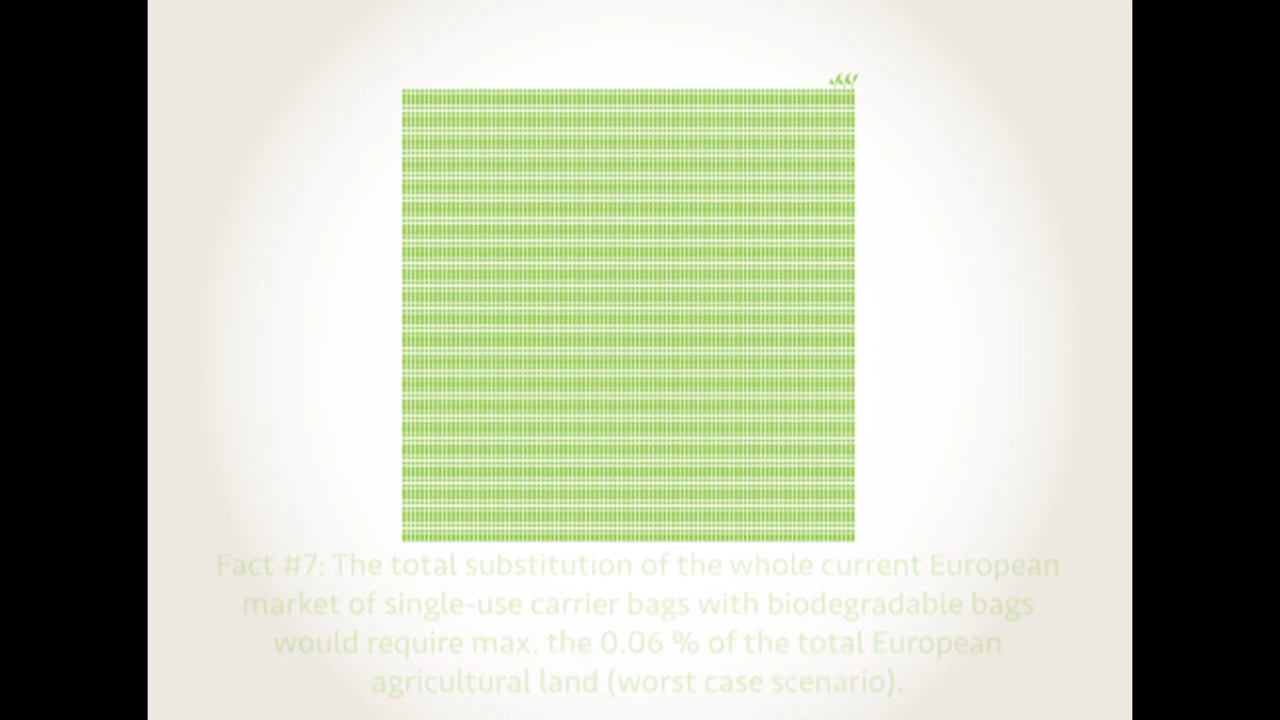 Fact #7: The total substitution of the whole current European
market of single-use carrier bags with biodegradable bags
would require max. the 0.06 % of the total European
agricultural land (worst case scenario).